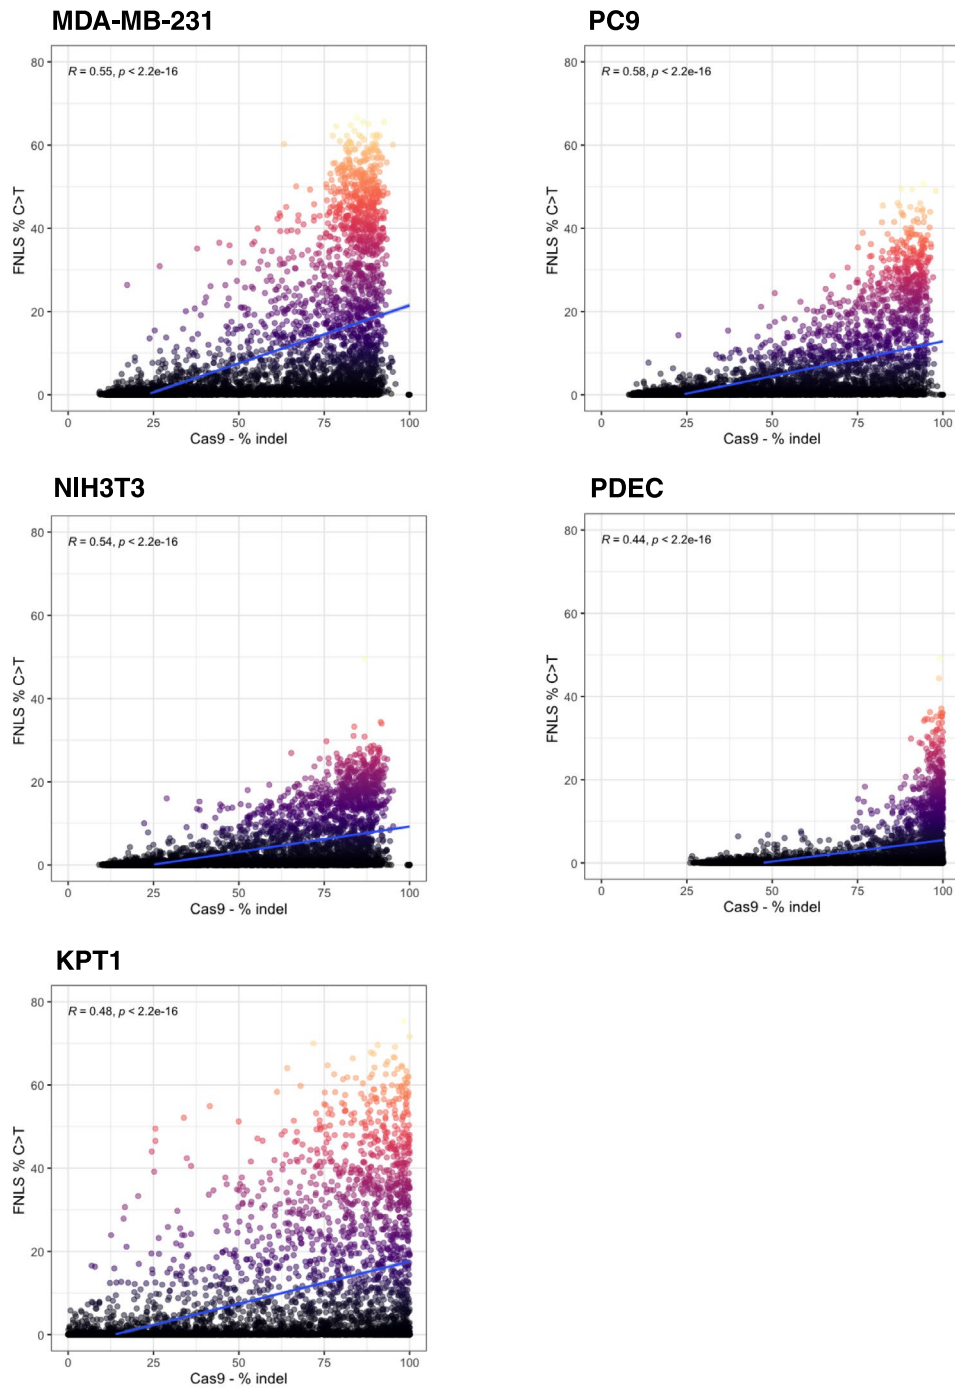 MDA-MB-231
R = 0.55, p < 2.2e-16
80
60
40
20
0
FNLS % C>T
0 25 50 75 100
Cas9 - % indel
PC9
R = 0.58, p < 2.2e-16
80
60
40
20
0
FNLS % C>T
0 25 50 75 100
Cas9 - % indel
NIH3T3
R = 0.54, p < 2.2e-16
80
60
40
20
0
FNLS % C>T
0 25 50 75 100
Cas9 - % indel
PDEC
R = 0.44, p < 2.2e-16
80
60
40
20
0
FNLS % C>T
0 25 50 75 100
Cas9 - % indel
KPT1
R = 0.48, p < 2.2e-16
80
60
40
20
0
FNLS % C>T
0 25 50 75 100
Cas9 - % indel